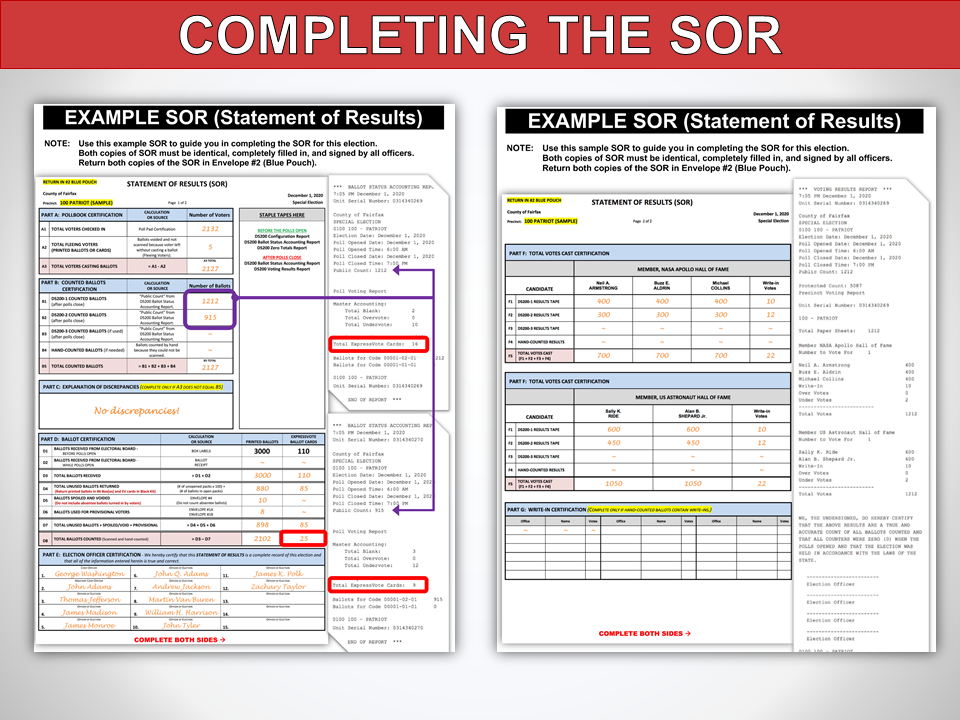 COMPLETING THE SOR
EXAMPLE SOR (Statement of Results)
NOTE: Use this example SOR to guide you in completing the SOR for this election.
Both copies of SOR must be identical, completely filled in, and signed by all officers.
Return both copies of SOR in Envelope #2 (Blue Pouch).
RETURN IN #2 BLUE POUCH
STATEMENT OF RESULTS (SOR)
County of Fairfax
December 1, 2020
Special Election
Precinct: 100 PATRIOT (SAMPLE)
Page 1 of 2
PART A: POLLBOOK CERTIFICATION
CALCULATION OR SOURCE
Number of Voters
A1 TOTAL VOTERS CHECKED IN Poll Pad Certification 2132
A2 TOTAL FLEEING VOTERS (PRINTED BALLOTS OR CARDS) Ballots voided and not scanned because voter left without casting a ballot (Fleeing Voters). 5
A3 TOTAL VOTERS CASTING BALLOTS = A1 - A2 A3 TOTAL 2127
STAPLE TAPES HERE
BEFORE THE POLLS OPEN
DS200 Configuration Report
DS200 Ballot Status Accounting Report
DS200 Zero Totals Report
AFTER POLLS CLOSE
DS200 Ballot Status Accounting Report
DS200 Voting Results Report
PART B: COUNTED BALLOTS CERTIFICATION
CALCULATION OR SOURCE
Number of Ballots
B1 DS200-1 COUNTED BALLOTS (after polls close) "Public Count" from DS200 Ballot Status Accounting Report. 1212
B2 DS200-2 COUNTED BALLOTS (after polls close) "Public Count" from DS200 Ballot Status Accounting Report. 915
B3 DS200-3 COUNTED BALLOTS (if used) (after polls close) "Public Count" from DS200 Ballot Status Accounting Report. ~
B4 HAND-COUNTED BALLOTS (if needed) Ballots counted by hand because they could not be scanned. ~
B5 TOTAL COUNTED BALLOTS = B1 + B2 + B3 + B4 B5 TOTAL 2127
PART C: EXPLANATION OF DISCREPANCIES (COMPLETE ONLY IF A3 DOES NOT EQUAL B5)
No discrepancies!
PART D: BALLOT CERTIFICATION
CALCULATION OR SOURCE
PRINTED BALLOTS
EXPRESSVOTE BALLOT CARDS
D1 BALLOTS RECEIVED FROM ELECTORAL BOARD - BEFORE POLLS OPEN BOX LABELS 3000 110
D2 BALLOTS RECEIVED FROM ELECTORAL BOARD - WHILE POLLS OPEN BALLOT RECEIPT ~ ~
D3 TOTAL BALLOTS RECEIVED = D1 + D2 3000 110
D4 TOTAL UNUSED BALLOTS (# of unopened packs x 100) + (# of ballots in open packs) 880 85
D5 BALLOTS SPOILED AND VOIDED (Do not include absentee ballots turned in by voters) ENVELOPE #4 (Do not count absentee ballots) 10 ~
D6 BALLOTS USED FOR PROVISIONAL VOTERS ENVELOPE #1A ENVELOPE #1B 8 ~
D7 TOTAL UNUSED BALLOTS + SPOILED/VOID + PROVISIONAL = D4 + D5 + D6 898 85
D8 TOTAL BALLOTS COUNTED (Scanned and hand counted) = D3 - D7 2102 25
PART E: ELECTION OFFICER CERTIFICATION - We hereby certify that this STATEMENT OF RESULTS is a complete record of this election and
that all of the information entered herein is true and correct.
1. George Washington 6. John Q. Adams 11. James K. Polk
2. John Adams 7. Andrew Jackson 12. Zachary Taylor
3. Thomas Jefferson 8. Martin Van Buren 13.
4. James Madison 9. William H. Harrison 14.
5. James Monroe 10. John Tyler 15.
COMPLETE BOTH SIDES →
*** BALLOT STATUS ACCOUNTING REP
7:05 PM December 1, 2020
Unit Serial Number: 0314340269
County of Fairfax
SPECIAL ELECTION
0100 100 - PATRIOT
Election Date: December 1, 2020
Poll Opened Date: December 1, 2020
Poll Opened Time: 6:00 AM
Poll Closed Date: December 1, 2020
Poll Closed Time: 7:00 PM
Public Count: 1212
Poll Voting Report
Master Accounting:
Total Blank: 2
Total Overvote: 0
Total Undervote: 10
Total ExpressVote Cards: 16
Ballots for Code 00001-02-01 212
Ballots for Code 00001-01-01
0100 100 - PATRIOT
Unit Serial Number: 0314340269
END OF REPORT ***
*** BALLOT STATUS ACCOUNTING REP
7:05 PM December 1, 2020
Unit Serial Number: 0314340270
County of Fairfax
SPECIAL ELECTION
0100 100 - PATRIOT
Election Date: December 1, 2020
Poll Opened Date: December 1, 202
Poll Opened Time: 6:00 AM
Poll Closed Date: December 1, 202
Poll Closed Time: 7:00 PM
Public Count: 915
Poll Voting Report
Master Accounting:
Total Blank: 3
Total Overvote: 0
Total Undervote: 12
Total ExpressVote Cards: 9
Ballots for Code 00001-02-01 915
Ballots for Code 00001-01-01 0
0100 100 - PATRIOT
Unit Serial Number: 0314340270
END OF REPORT ***
EXAMPLE SOR (Statement of Results)
NOTE: Use this sample SOR to guide you in completing the SOR for this election.
Both copies of SOR must be identical, completely filled in, and signed by all officers.
Return both copies of SOR in Envelope #2 (Blue Pouch).
RETURN IN #2 BLUE POUCH
STATEMENT OF RESULTS (SOR)
County of Fairfax
December 1, 2020
Special Election
Precinct: 100 PATRIOT (SAMPLE)
Page 2 of 2
PART F: TOTAL VOTES CAST CERTIFICATION
MEMBER, NASA APOLLO HALL OF FAME
CANDIDATE Neil A. ARMSTRONG Buzz E. ALDRIN Michael COLLINS Write-in Votes
F1 DS200-1 RESULTS TAPE 400 400 400 10
F2 DS200-2 RESULTS TAPE 300 300 300 12
F3 DS200-3 RESULTS TAPE ~ ~ ~ ~
F4 HAND-COUNTED RESULTS ~ ~ ~ ~
F5 TOTAL VOTES CAST (F1 + F2 + F3 + F4) 700 700 700 22
PART F: TOTAL VOTES CAST CERTIFICATION
MEMBER, US ASTRONAUT HALL OF FAME
CANDIDATE Sally K. RIDE Alan B. SHEPARD Jr. Write-in Votes
F1 DS200-1 RESULTS TAPE 600 600 10
F2 DS200-2 RESULTS TAPE 450 450 12
F3 DS200-3 RESULTS TAPE ~ ~ ~
F4 HAND-COUNTED RESULTS ~ ~ ~
F5 TOTAL VOTES CAST (F1 + F2 + F3 + F4) 1050 1050 22
PART G: WRITE-IN CERTIFICATION (COMPLETE ONLY IF HAND-COUNTED BALLOTS CONTAIN WRITE-INS.)
Office Name Votes Office Name Votes Office Name Votes
~ ~ ~
COMPLETE BOTH SIDES →
*** VOTING RESULTS REPORT ***
7:05 PM December 1, 2020
Unit Serial Number: 0314340269
County of Fairfax
SPECIAL ELECTION
0100 100 - PATRIOT
Election Date: December 1, 2020
Poll Opened Date: December 1, 2020
Poll Opened Time: 6:00 AM
Poll Closed Date: December 1, 2020
Poll Closed Time: 7:00 PM
Public Count: 1212
Protected Count: 5087
Precinct Voting Report
Unit Serial Number: 0314340269
100 - PATRIOT
Total Paper Sheets: 1212
Member NASA Apollo Hall of Fame
Number to Vote For 1
Neil A. Armstrong 400
Buzz E. Aldrin 400
Michael Collins 400
Write-In 10
Over Votes 0
Under Votes 2
Total Votes 1212
Member US Astronaut Hall of Fame
Number to Vote For 1
Sally K. Ride 600
Alan B. Shepard Jr. 600
Write-In 10
Over Votes 0
Under Votes 2
Total Votes 1212
WE, THE UNDERSIGNED, DO HEREBY CERTIFY
THAT THE ABOVE RESULTS ARE A TRUE AND
ACCURATE COUNT OF ALL BALLOTS COUNTED AND
THAT ALL COUNTERS WERE ZERO (0) WHEN THE
POLLS OPENED AND THAT THE ELECTION WAS
HELD IN ACCORDANCE WITH THE LAWS OF THE
STATE.
Election Officer
Election Officer
Election Officer
Election Officer
0100 100 - PATRIOT